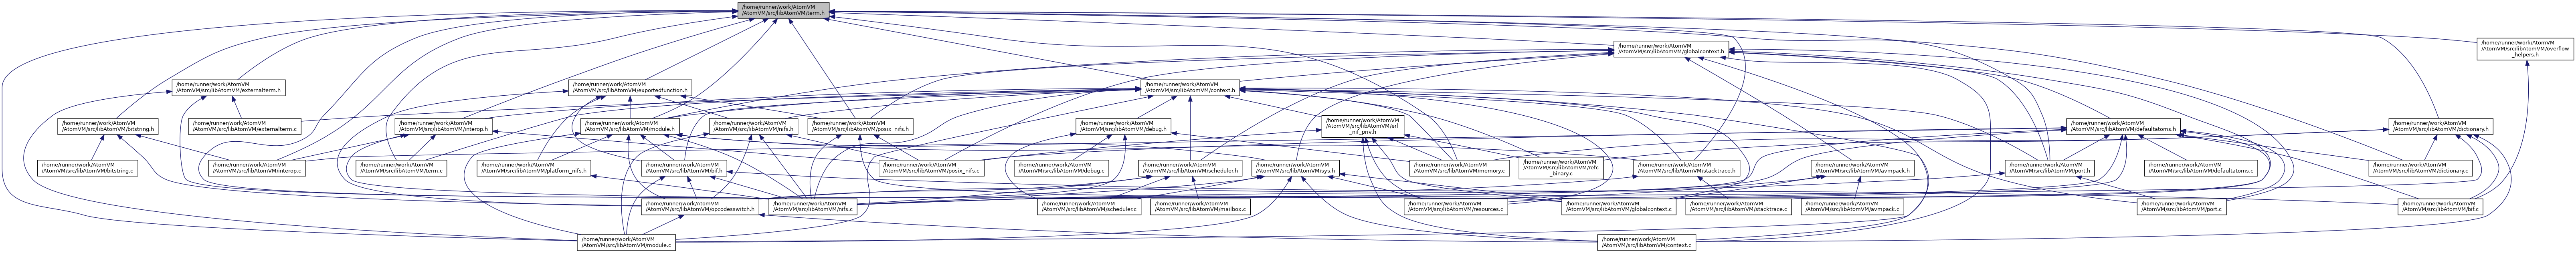 /home/runner/work/AtomVM
/AtomVM/src/libAtomVM/term.h
/home/runner/work/AtomVM
/AtomVM/src/libAtomVM/globalcontext.h
/home/runner/work/AtomVM
/AtomVM/src/libAtomVM/overflow
_helpers.h
/home/runner/work/AtomVM
/AtomVM/src/libAtomVM/externalterm.h
/home/runner/work/AtomVM
/AtomVM/src/libAtomVM/exportedfunction.h
/home/runner/work/AtomVM
/AtomVM/src/libAtomVM/context.h
/home/runner/work/AtomVM
/AtomVM/src/libAtomVM/bitstring.h
/home/runner/work/AtomVM
/AtomVM/src/libAtomVM/externalterm.c
/home/runner/work/AtomVM
/AtomVM/src/libAtomVM/interop.h
/home/runner/work/AtomVM
/AtomVM/src/libAtomVM/module.h
/home/runner/work/AtomVM
/AtomVM/src/libAtomVM/nifs.h
/home/runner/work/AtomVM
/AtomVM/src/libAtomVM/posix_nifs.h
/home/runner/work/AtomVM
/AtomVM/src/libAtomVM/debug.h
/home/runner/work/AtomVM
/AtomVM/src/libAtomVM/erl
_nif_priv.h
/home/runner/work/AtomVM
/AtomVM/src/libAtomVM/defaultatoms.h
/home/runner/work/AtomVM
/AtomVM/src/libAtomVM/dictionary.h
/home/runner/work/AtomVM
/AtomVM/src/libAtomVM/bitstring.c
/home/runner/work/AtomVM
/AtomVM/src/libAtomVM/interop.c
/home/runner/work/AtomVM
/AtomVM/src/libAtomVM/term.c
/home/runner/work/AtomVM
/AtomVM/src/libAtomVM/platform_nifs.h
/home/runner/work/AtomVM
/AtomVM/src/libAtomVM/bif.h
/home/runner/work/AtomVM
/AtomVM/src/libAtomVM/posix_nifs.c
/home/runner/work/AtomVM
/AtomVM/src/libAtomVM/debug.c
/home/runner/work/AtomVM
/AtomVM/src/libAtomVM/scheduler.h
/home/runner/work/AtomVM
/AtomVM/src/libAtomVM/sys.h
/home/runner/work/AtomVM
/AtomVM/src/libAtomVM/memory.c
/home/runner/work/AtomVM
/AtomVM/src/libAtomVM/refc
_binary.c
/home/runner/work/AtomVM
/AtomVM/src/libAtomVM/stacktrace.h
/home/runner/work/AtomVM
/AtomVM/src/libAtomVM/avmpack.h
/home/runner/work/AtomVM
/AtomVM/src/libAtomVM/port.h
/home/runner/work/AtomVM
/AtomVM/src/libAtomVM/defaultatoms.c
/home/runner/work/AtomVM
/AtomVM/src/libAtomVM/dictionary.c
/home/runner/work/AtomVM
/AtomVM/src/libAtomVM/opcodesswitch.h
/home/runner/work/AtomVM
/AtomVM/src/libAtomVM/nifs.c
/home/runner/work/AtomVM
/AtomVM/src/libAtomVM/scheduler.c
/home/runner/work/AtomVM
/AtomVM/src/libAtomVM/mailbox.c
/home/runner/work/AtomVM
/AtomVM/src/libAtomVM/resources.c
/home/runner/work/AtomVM
/AtomVM/src/libAtomVM/globalcontext.c
/home/runner/work/AtomVM
/AtomVM/src/libAtomVM/stacktrace.c
/home/runner/work/AtomVM
/AtomVM/src/libAtomVM/avmpack.c
/home/runner/work/AtomVM
/AtomVM/src/libAtomVM/port.c
/home/runner/work/AtomVM
/AtomVM/src/libAtomVM/bif.c
/home/runner/work/AtomVM
/AtomVM/src/libAtomVM/module.c
/home/runner/work/AtomVM
/AtomVM/src/libAtomVM/context.c